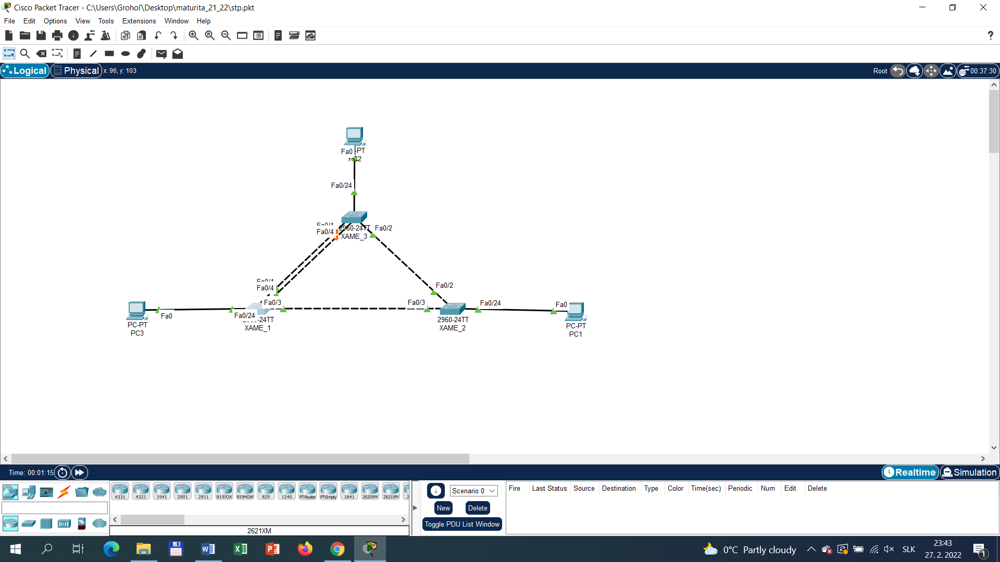 Cisco Packet Tracer - C:\Users\Grohol'\Desktop\maturita_21_22\stp.pkt
File Edit Options View Tools Extensions Window Help
?
Logical Physical x: 96, y: 103 Root 00:37:30
Fa0 -PT
PC2
Fa0/24
Fa0/1
Fa0/4 2960-24TT Fa0/2
XAME_3
Fa0/1
Fa0/4
Fa0/2
Fa0/3 Fa0/3 Fa0/24 Fa0
Fa0 Fa0/24
PC-PT
PC3
-24TT
XAME_1
2960-24TT
XAME_2
PC-PT
PC1
Time: 00:01:15 Realtime Simulation
4331 4321 1941 2901 2911 819IOX 819HGW 829 1240 PT-Router PT-Empty 1841 2620XM 2621XM 2
2621XM
Scenario 0
New Delete
Toggle PDU List Window
Fire Last Status Source Destination Type Color Time(sec) Periodic Num Edit Delete
0°C Partly cloudy SLK
23:43
27. 2. 2022
1